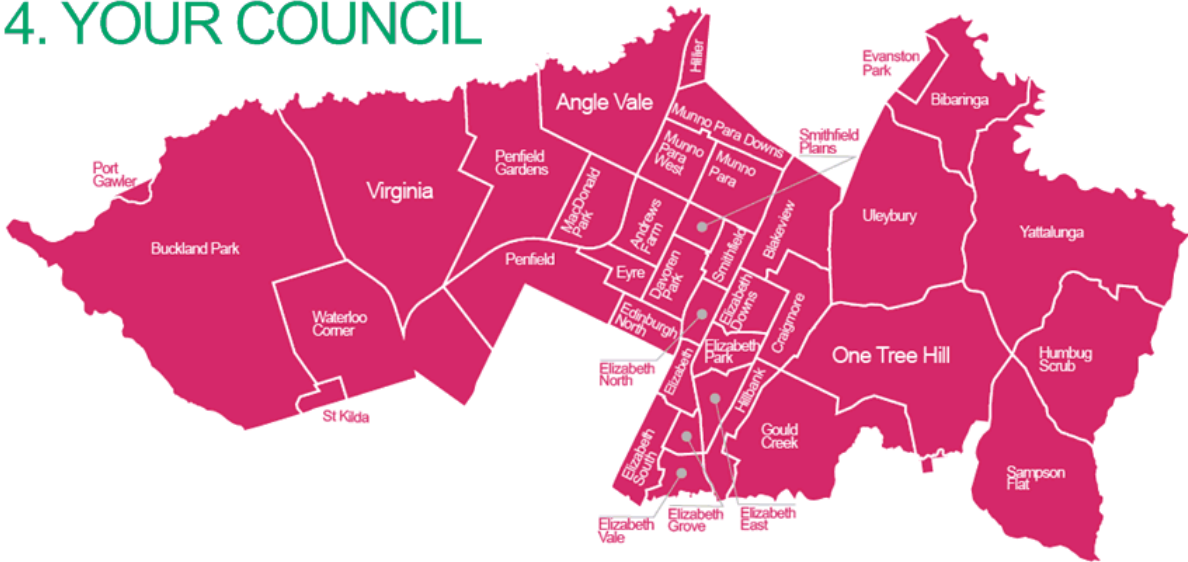 4. YOUR COUNCIL
Hillier
Evanston
Park
Angle Vale
Bibaringa
Munno Para Downs
Smithfield
Plains
Munno
Para
West
Munno
Para
Penfield
Gardens
Port
Gawler
Virginia
MacDonald
Park
Andrews
Farm
Blakeview
Uleybury
Yattalunga
Buckland Park
Penfield
Eyre
Davoren
Park
Smithfield
Elizabeth
Downs
Waterloo
Corner
Edinburgh
North
Craigmore
Elizabeth
Park
One Tree Hill
Humbug
Scrub
Elizabeth
North
Elizabeth
Hillbank
St Kilda
Gould
Creek
Elizabeth
South
Sampson
Flat
Elizabeth
Vale
Elizabeth
Grove
Elizabeth
East